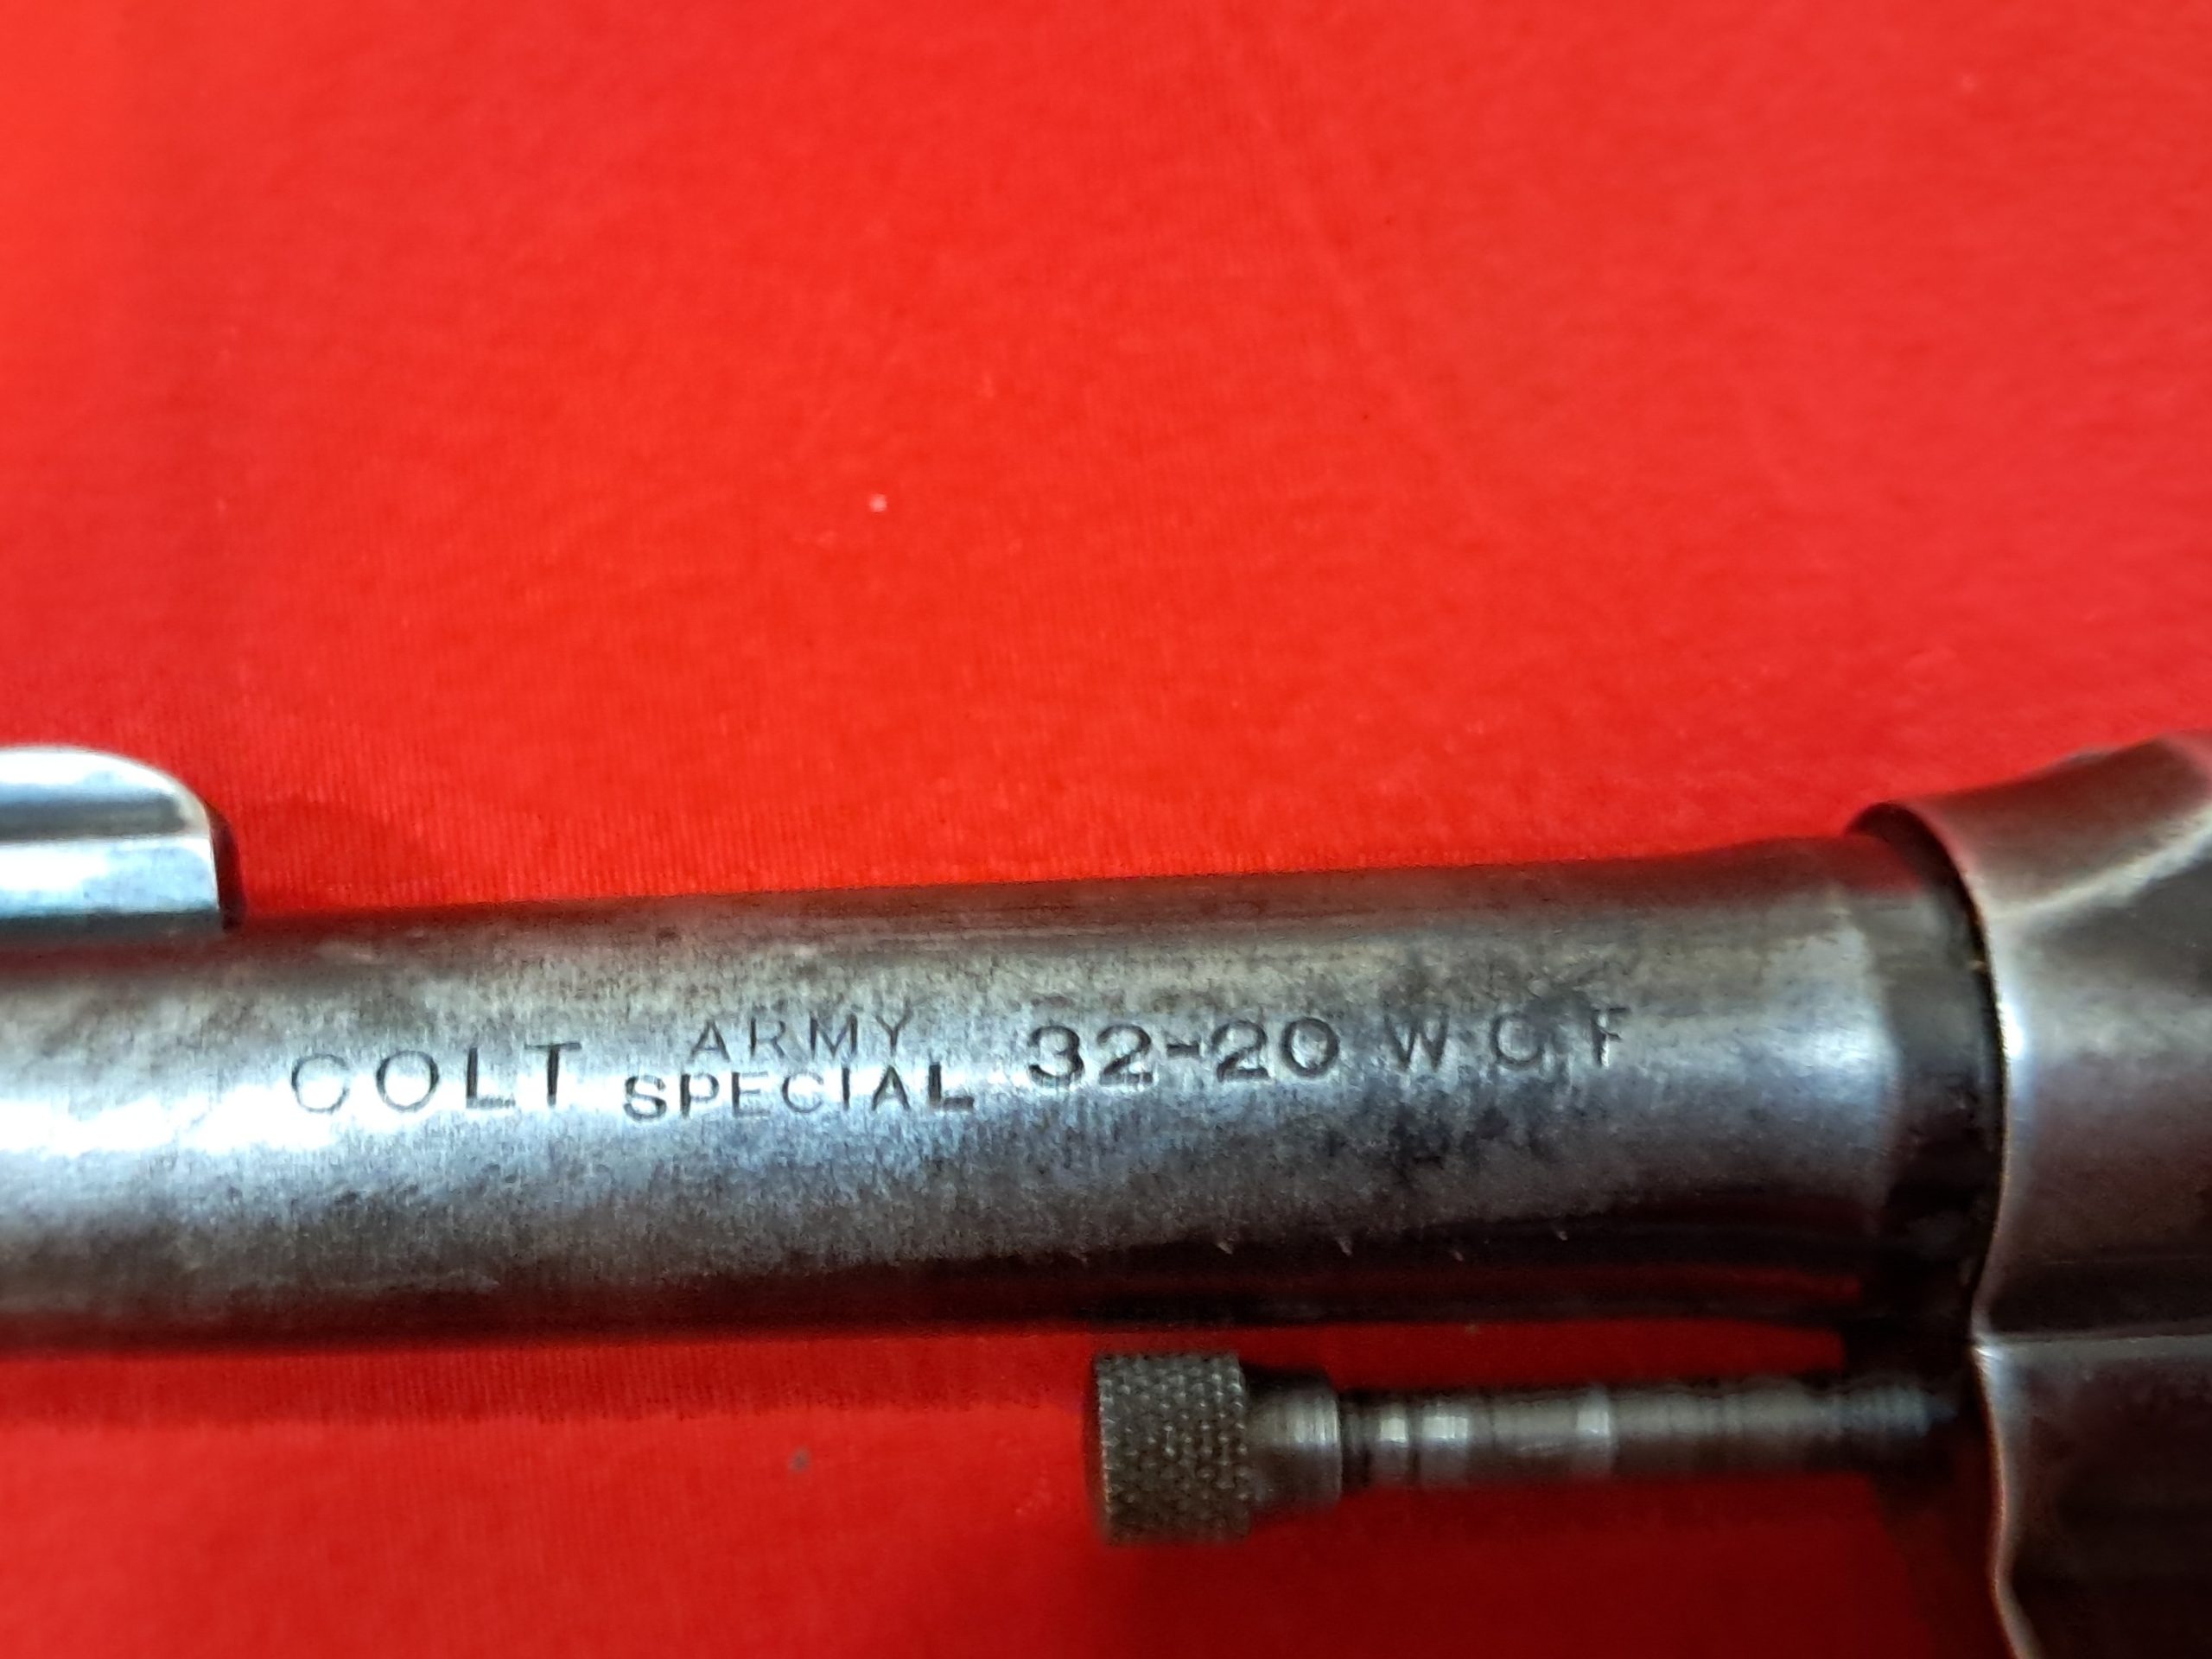 COLT ARMY SPECIAL 32-20 W.C.F